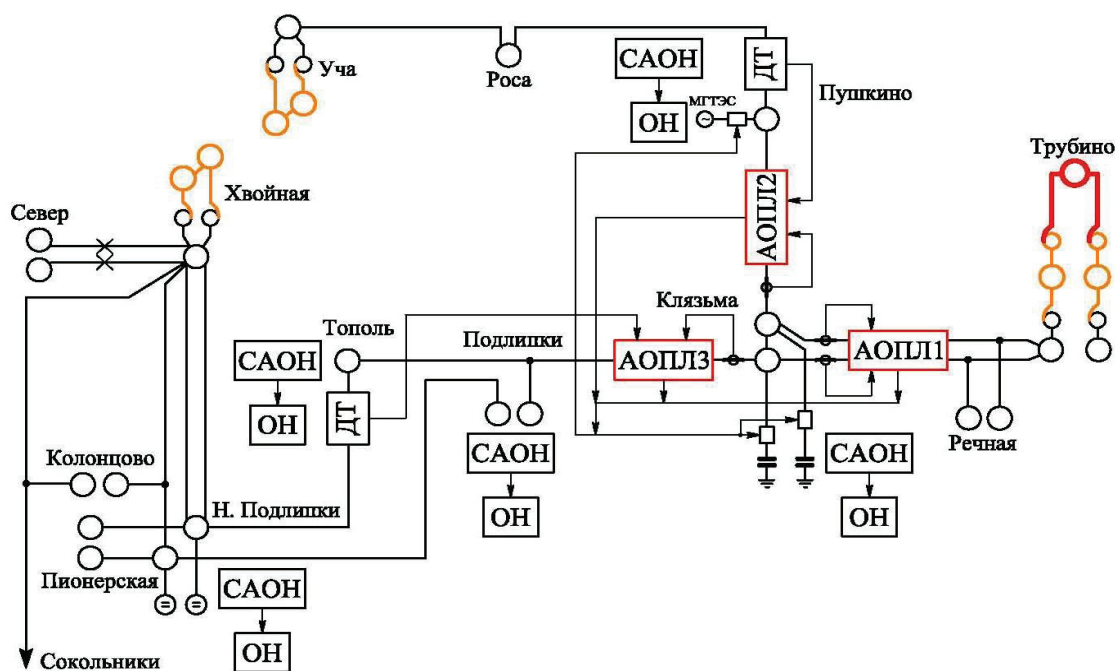 Уча
Роса
САОН
ОН
ДТ
Пушкино
МГТЭС
~
Трубино
Хвойная
Север
АОПЛ2
Клязьма
Тополь
Подлипки
АОПЛ3
АОПЛ1
САОН
ОН
ДТ
Речная
САОН
ОН
САОН
ОН
Колонцово
Н. Подлипки
Пионерская
=
=
САОН
ОН
Сокольники